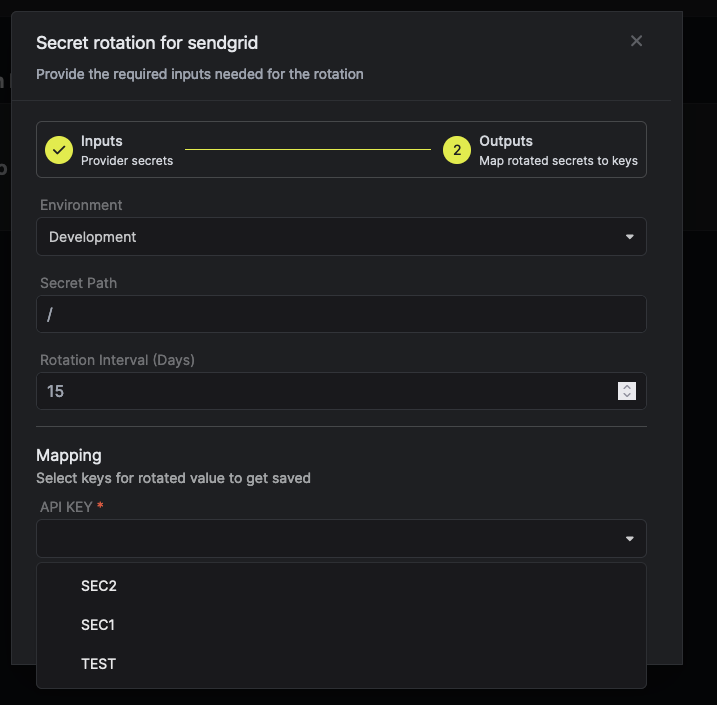 Secret rotation for sendgrid
Provide the required inputs needed for the rotation
Inputs
Provider secrets
2
Outputs
Map rotated secrets to keys
Environment
Development
Secret Path
/
Rotation Interval (Days)
15
Mapping
Select keys for rotated value to get saved
API KEY *
SEC2
SEC1
TEST